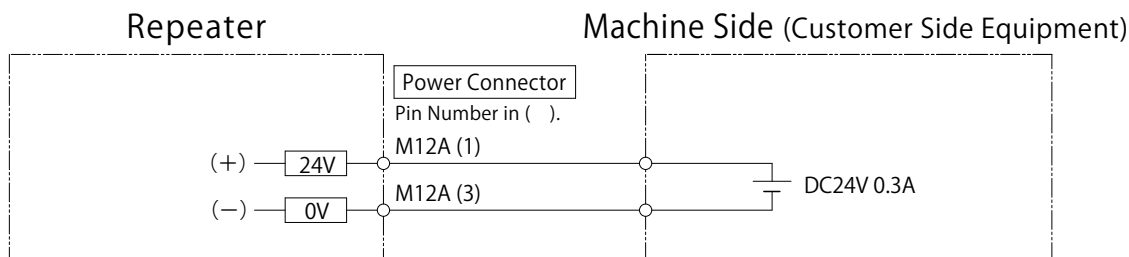 Repeater
Machine Side (Customer Side Equipment)
Power Connector
Pin Number in (   ).
M12A (1)
(+) 24V
DC24V 0.3A
M12A (3)
(−) 0V